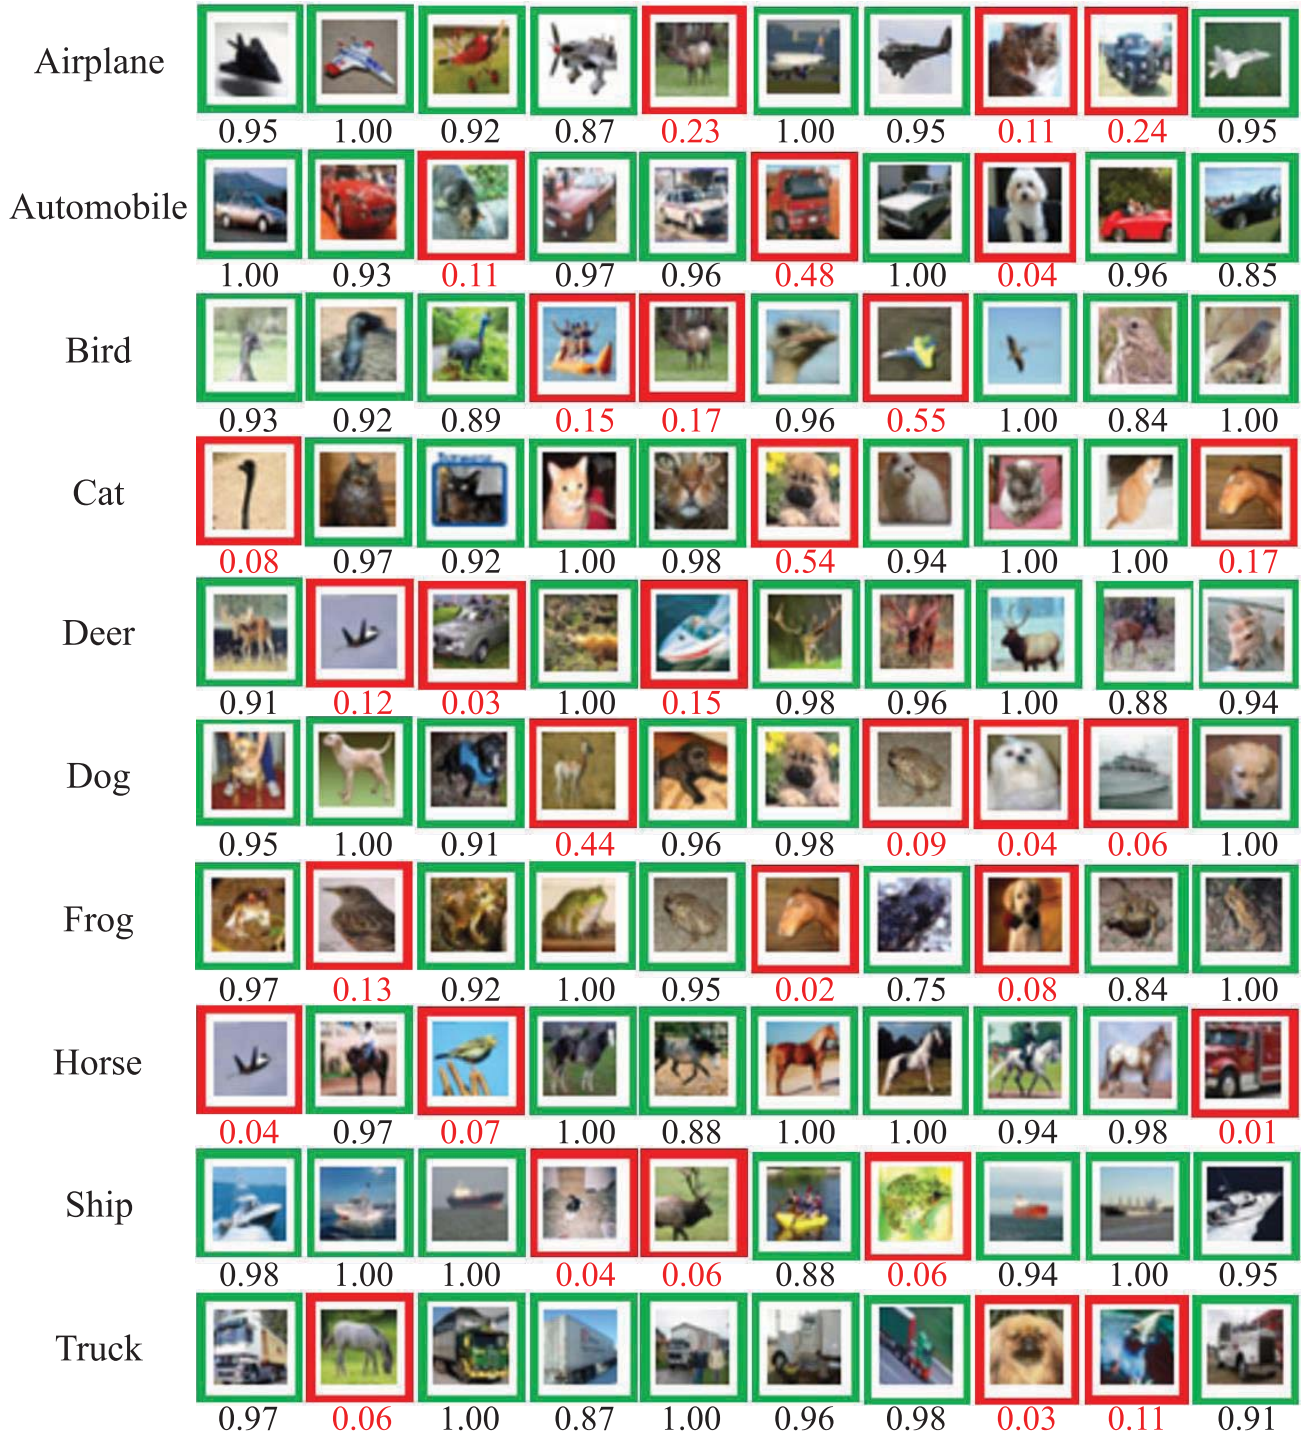 Airplane
0.95 1.00 0.92 0.87 0.23 1.00 0.95 0.11 0.24 0.95
Automobile
1.00 0.93 0.11 0.97 0.96 0.48 1.00 0.04 0.96 0.85
Bird
0.93 0.92 0.89 0.15 0.17 0.96 0.55 1.00 0.84 1.00
Cat
0.08 0.97 0.92 1.00 0.98 0.54 0.94 1.00 1.00 0.17
Deer
0.91 0.12 0.03 1.00 0.15 0.98 0.96 1.00 0.88 0.94
Dog
0.95 1.00 0.91 0.44 0.96 0.98 0.09 0.04 0.06 1.00
Frog
0.97 0.13 0.92 1.00 0.95 0.02 0.75 0.08 0.84 1.00
Horse
0.04 0.97 0.07 1.00 0.88 1.00 1.00 0.94 0.98 0.01
Ship
0.98 1.00 1.00 0.04 0.06 0.88 0.06 0.94 1.00 0.95
Truck
0.97 0.06 1.00 0.87 1.00 0.96 0.98 0.03 0.11 0.91